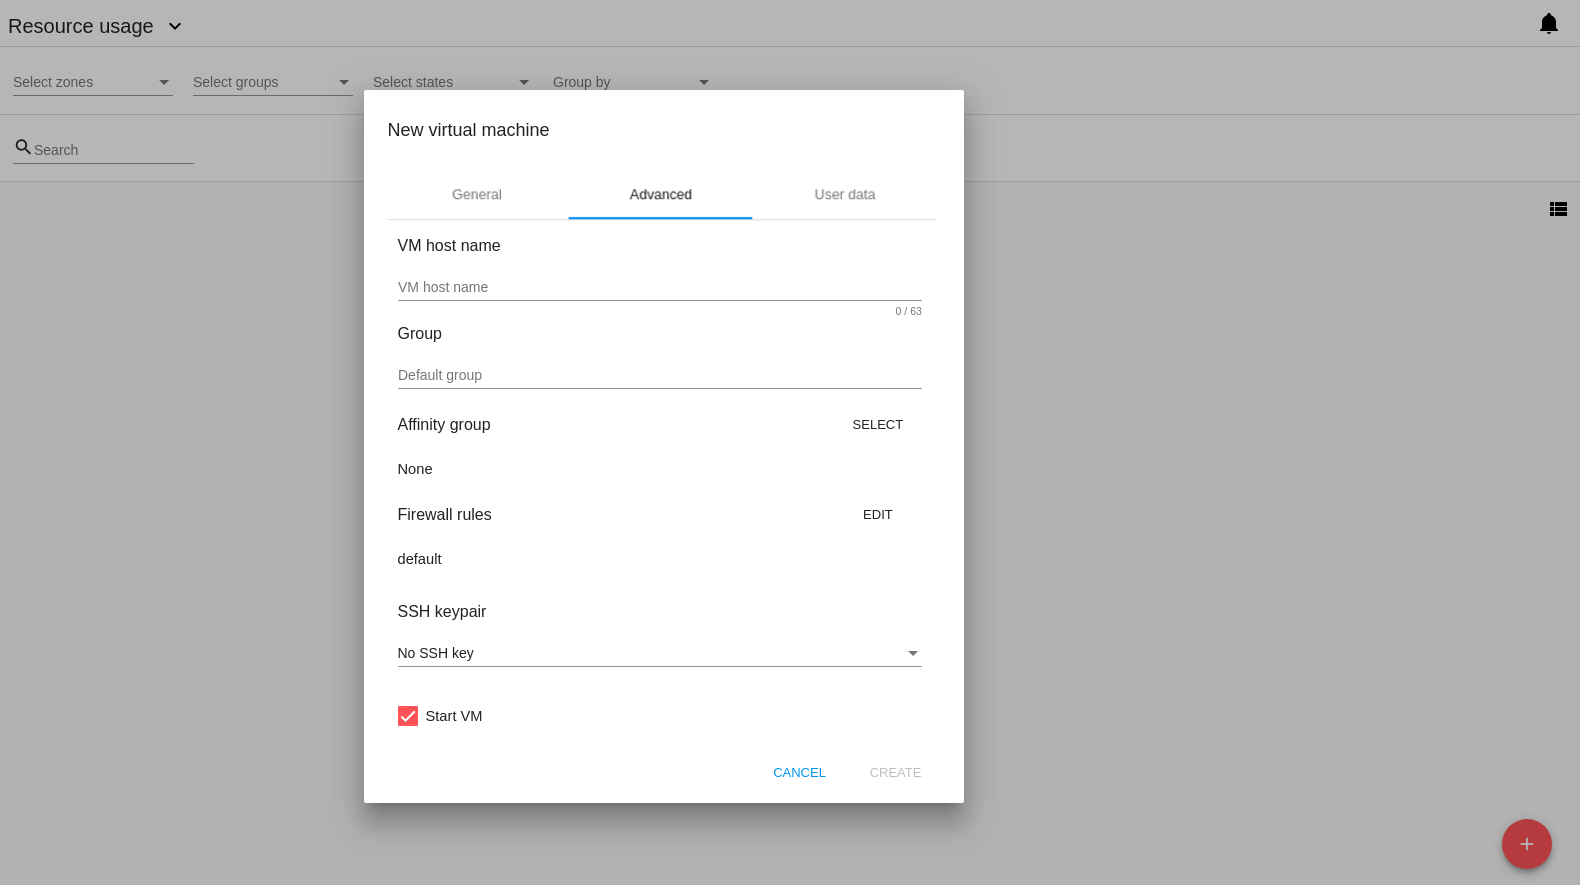 Resource usage
Select zones
Select groups
Select states
Group by
Search
New virtual machine
General
Advanced
User data
VM host name
VM host name
0 / 63
Group
Default group
Affinity group
SELECT
None
Firewall rules
EDIT
default
SSH keypair
No SSH key
Start VM
CANCEL
CREATE